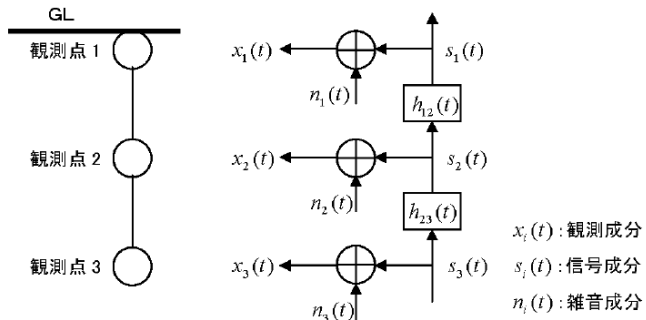 GL
観測点1
x₁(t)
s₁(t)
n₁(t)
h₁₂(t)
観測点2
x₂(t)
s₂(t)
n₂(t)
h₂₃(t)
観測点3
x₃(t)
s₃(t)
n₃(t)
xᵢ(t):観測成分
sᵢ(t):信号成分
nᵢ(t):雑音成分